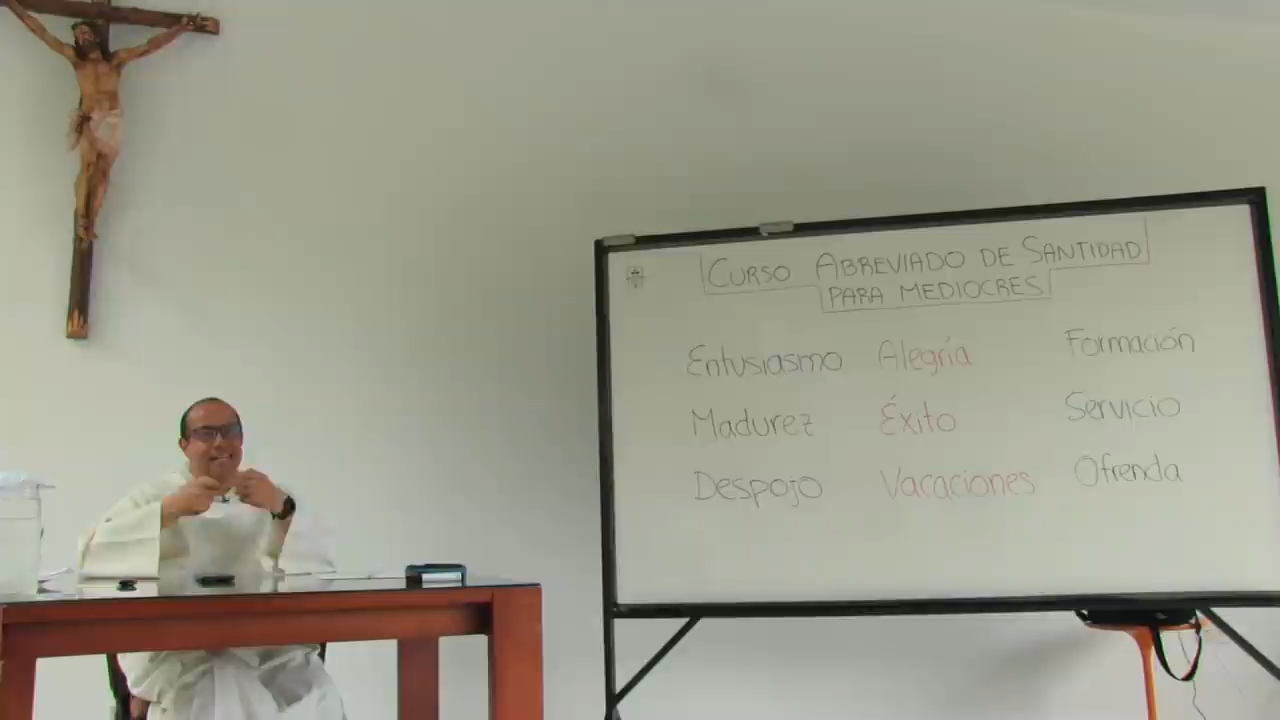 CURSO ABREVIADO DE SANTIDAD
PARA MEDIOCRES
Entusiasmo Alegría Formación
Madurez Éxito Servicio
Despojo Vacaciones Ofrenda